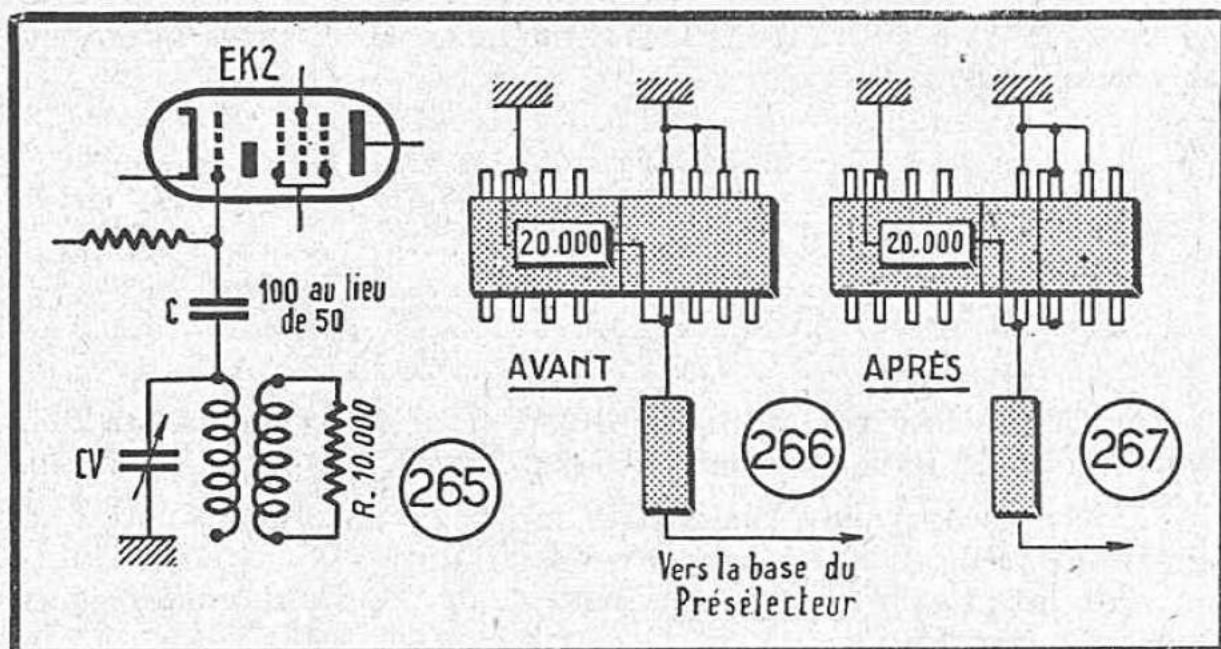 EK2
C
100 au lieu
de 50
CV
R. 10.000
265
20.000
AVANT
266
Vers la base du
Présélecteur
20.000
APRÈS
267